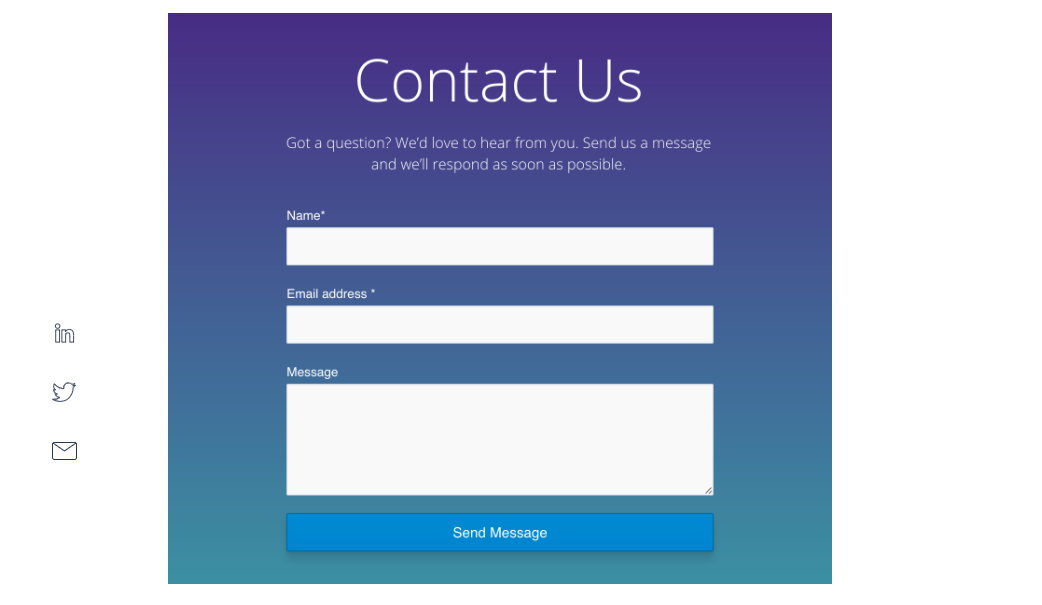 Contact Us
Got a question? We'd love to hear from you. Send us a message
and we'll respond as soon as possible.
Name*
Email address *
in
Message
Send Message